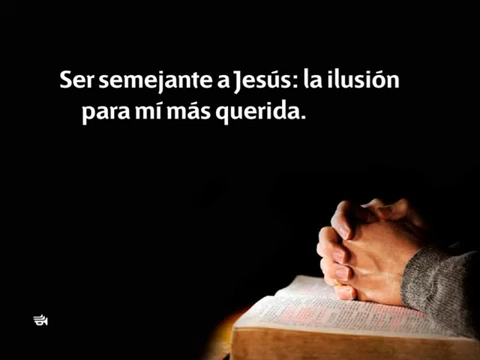 Ser semejante a Jesús: la ilusión
para mí más querida.